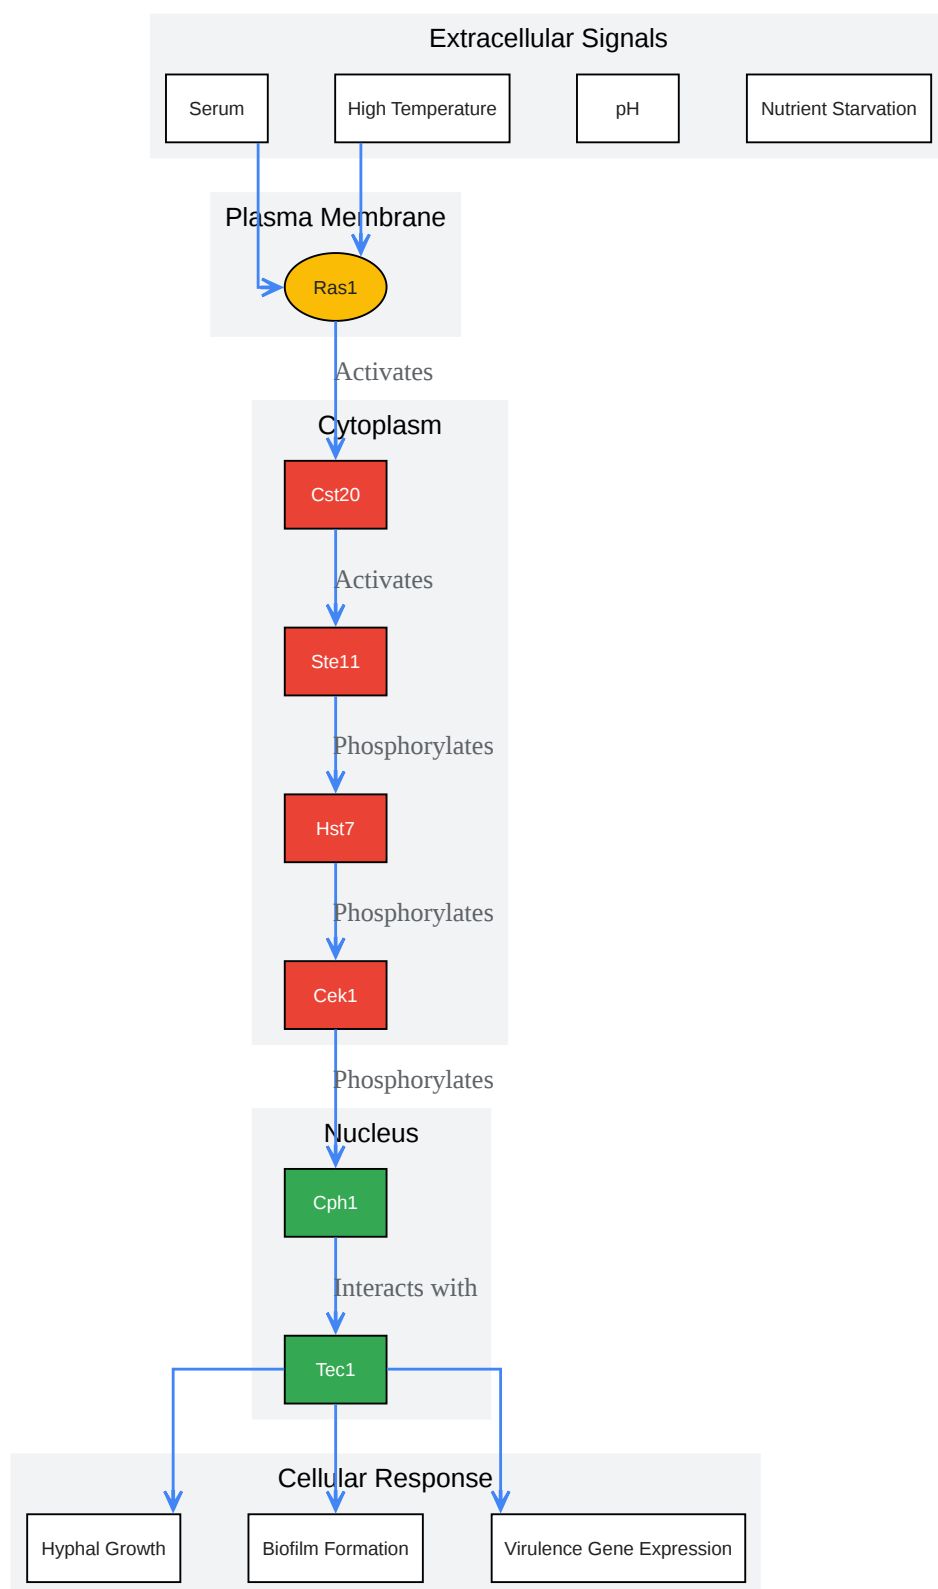 Extracellular Signals
Serum
High Temperature
pH
Nutrient Starvation
Plasma Membrane
Ras1
Activates
Cytoplasm
Cst20
Activates
Ste11
Phosphorylates
Hst7
Phosphorylates
Cek1
Phosphorylates
Nucleus
Cph1
Interacts with
Tec1
Cellular Response
Hyphal Growth
Biofilm Formation
Virulence Gene Expression